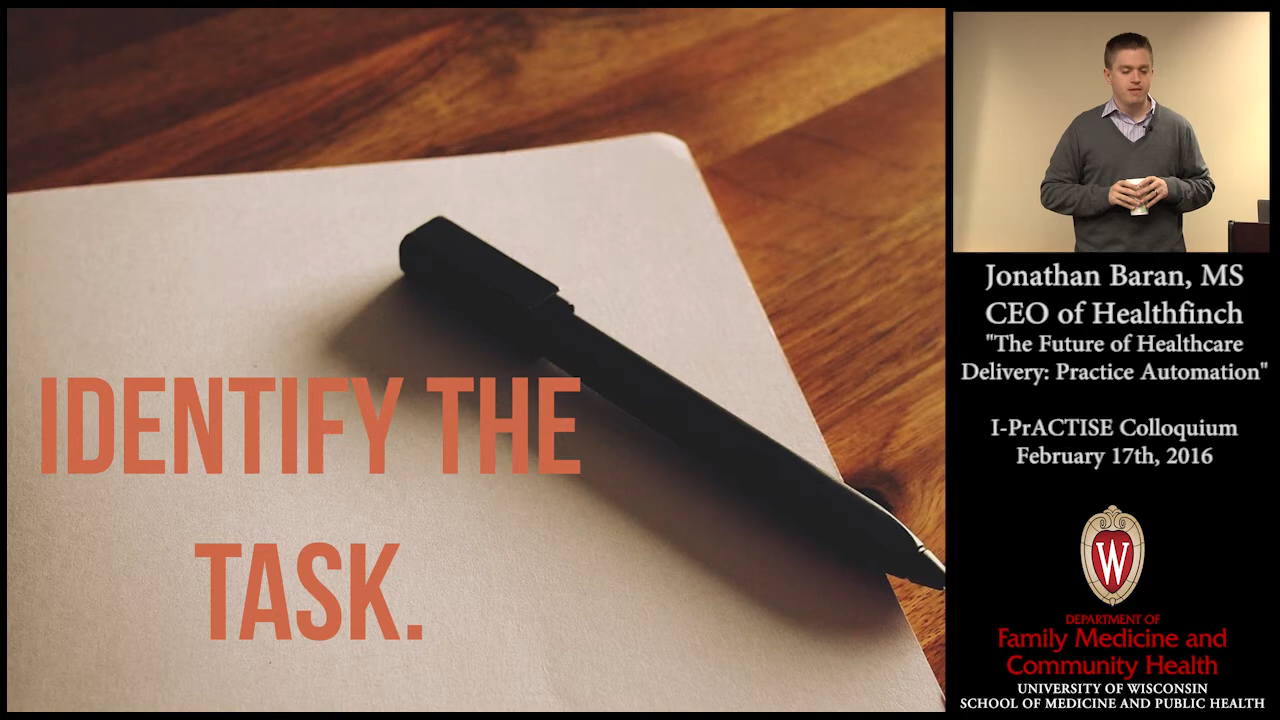 IDENTIFY THE
TASK.
Jonathan Baran, MS
CEO of Healthfinch
"The Future of Healthcare
Delivery: Practice Automation"
I-PrACTISE Colloquium
February 17th, 2016
W
DEPARTMENT OF
Family Medicine and
Community Health
UNIVERSITY OF WISCONSIN
SCHOOL OF MEDICINE AND PUBLIC HEALTH